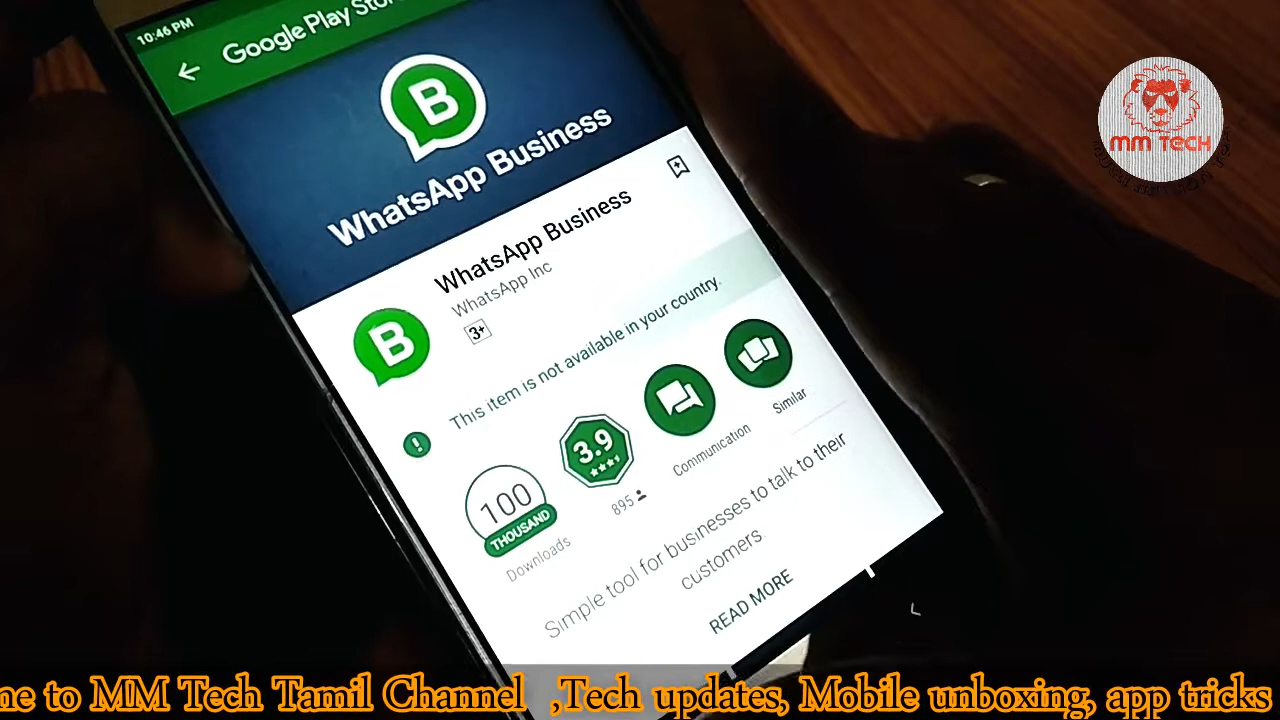 10:46 PM
Google Play
B
WhatsApp Business
WhatsApp Business
WhatsApp Inc
3+
B
This item is not available in your country.
100
THOUSAND
Downloads
3.9
895
Communication
Similar
Simple tool for businesses to talk to their
customers.
READ MORE
MM TECH
to MM Tech Tamil Channel ,Tech updates, Mobile unboxing, app tricks